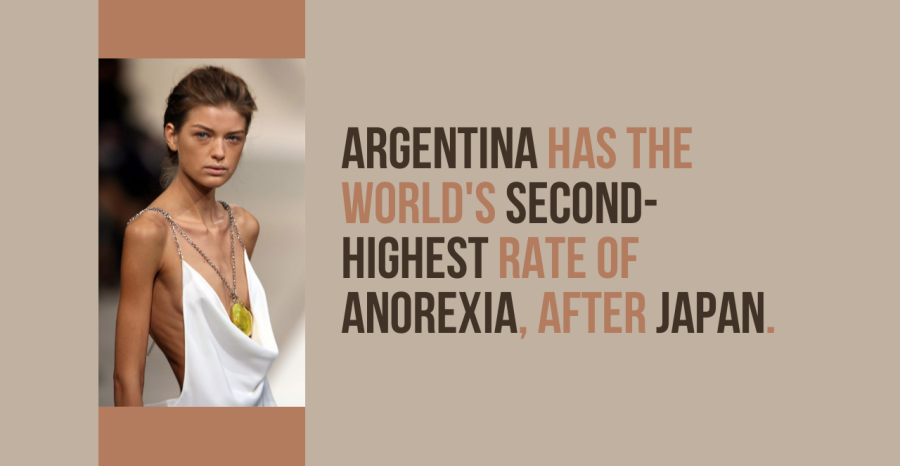 ARGENTINA HAS THE
WORLD'S SECOND-
HIGHEST RATE OF
ANOREXIA, AFTER JAPAN.